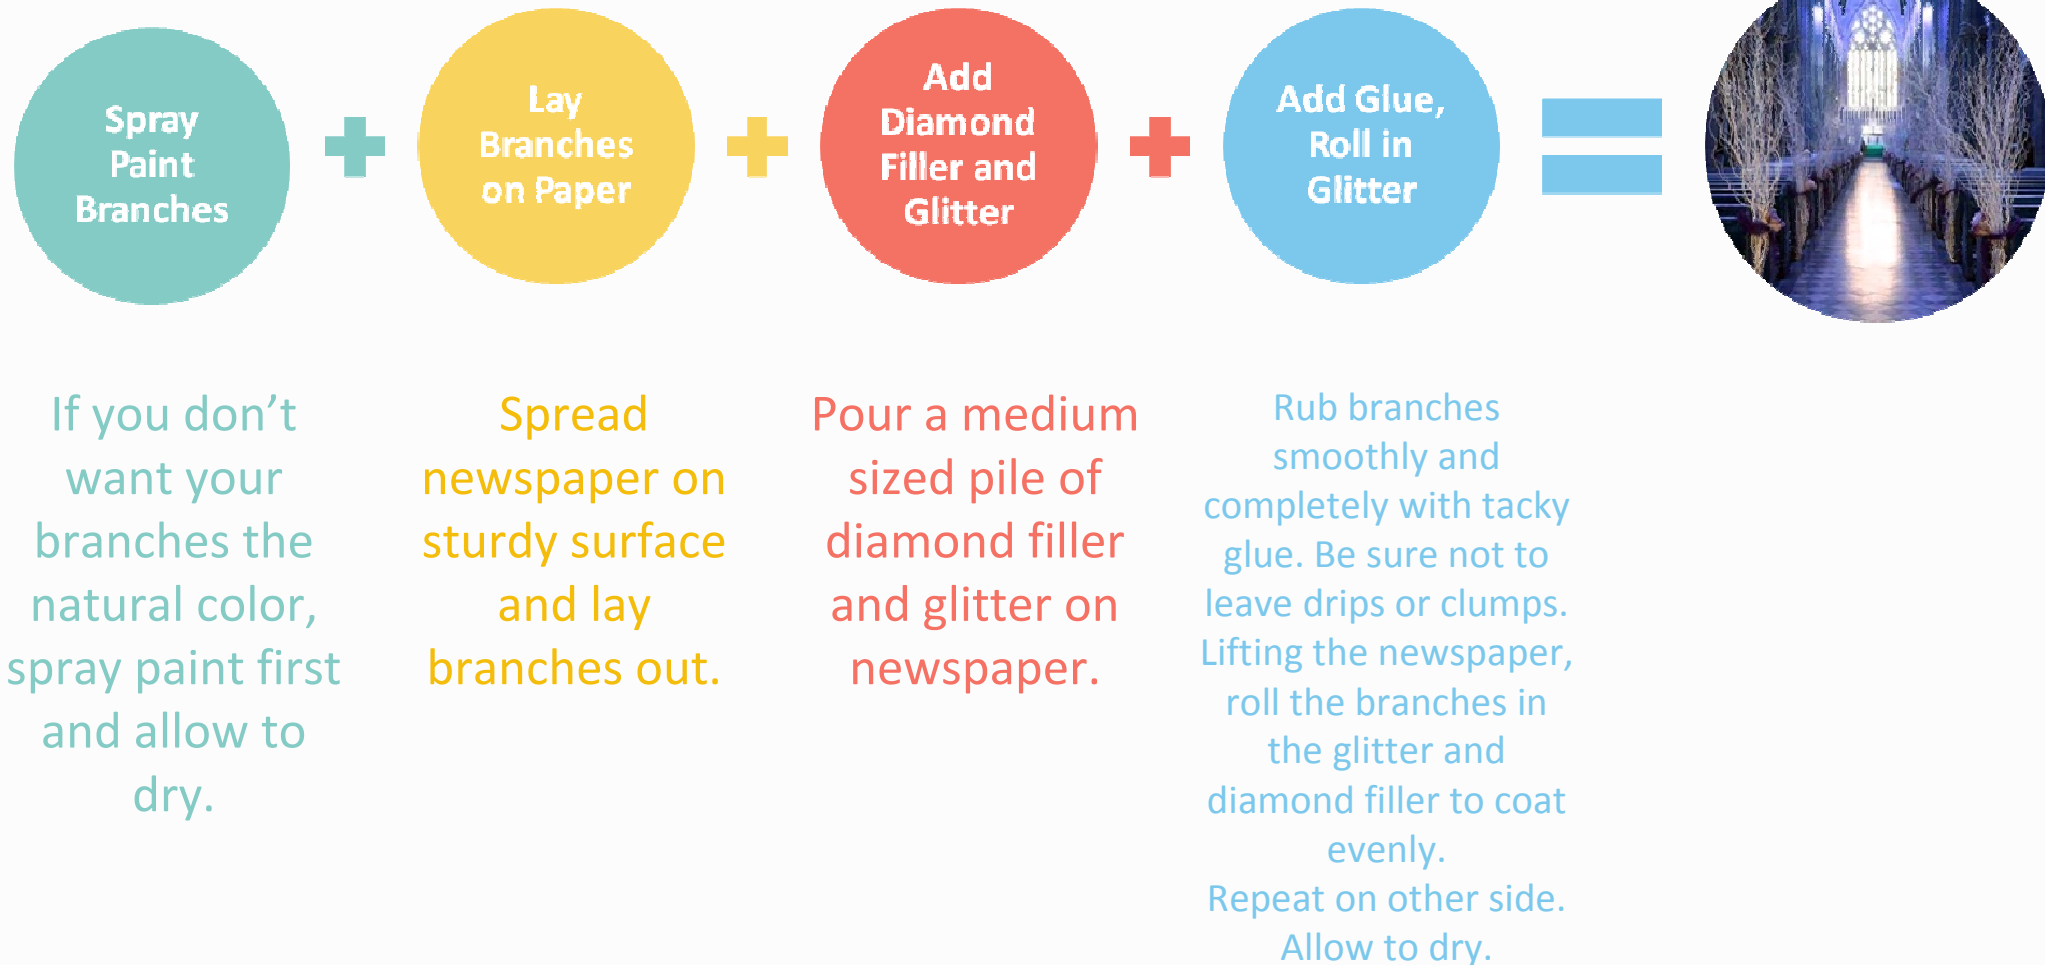 Spray
Paint
Branches
Lay
Branches
on Paper
Add
Diamond
Filler and
Glitter
Add Glue,
Roll in
Glitter
If you don’t
want your
branches the
natural color,
spray paint first
and allow to
dry.
Spread
newspaper on
sturdy surface
and lay
branches out.
Pour a medium
sized pile of
diamond filler
and glitter on
newspaper.
Rub branches
smoothly and
completely with tacky
glue. Be sure not to
leave drips or clumps.
Lifting the newspaper,
roll the branches in
the glitter and
diamond filler to coat
evenly.
Repeat on other side.
Allow to dry.